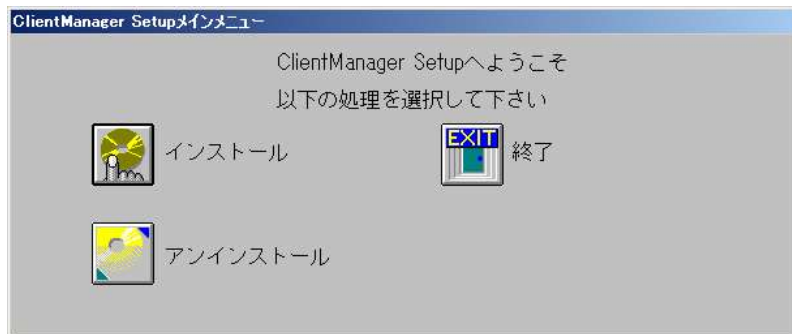 ClientManager Setupメインメニュー
ClientManager Setupへようこそ
以下の処理を選択して下さい
インストール
EXIT 終了
アンインストール